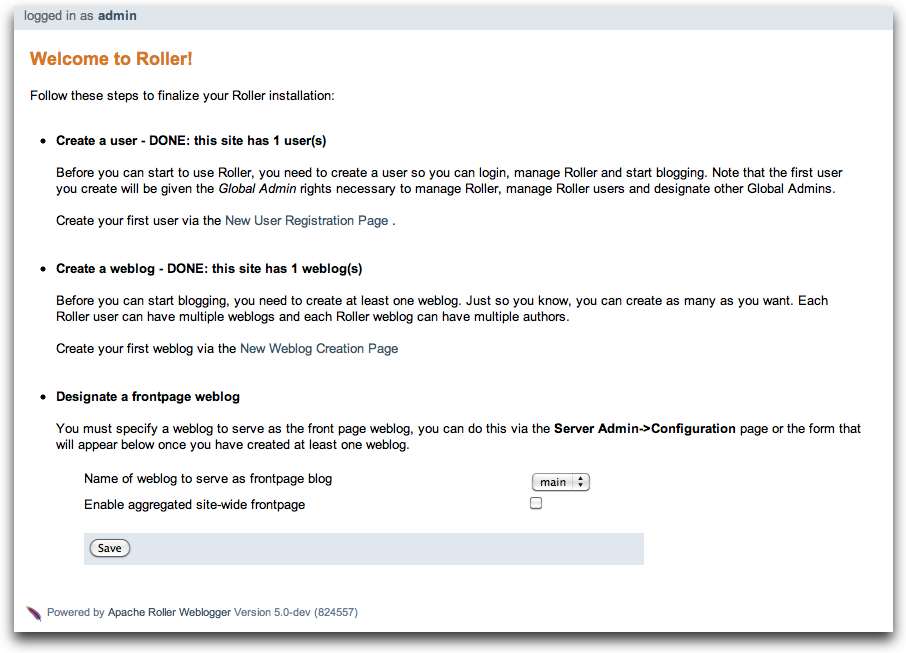 logged in as admin
Welcome to Roller!
Follow these steps to finalize your Roller installation:
Create a user - DONE: this site has 1 user(s)
Before you can start to use Roller, you need to create a user so you can login, manage Roller and start blogging. Note that the first user
you create will be given the Global Admin rights necessary to manage Roller, manage Roller users and designate other Global Admins.
Create your first user via the New User Registration Page .
Create a weblog - DONE: this site has 1 weblog(s)
Before you can start blogging, you need to create at least one weblog. Just so you know, you can create as many as you want. Each
Roller user can have multiple weblogs and each Roller weblog can have multiple authors.
Create your first weblog via the New Weblog Creation Page
Designate a frontpage weblog
You must specify a weblog to serve as the front page weblog, you can do this via the Server Admin->Configuration page or the form that
will appear below once you have created at least one weblog.
Name of weblog to serve as frontpage blog main
Enable aggregated site-wide frontpage
Save
Powered by Apache Roller Weblogger Version 5.0-dev (824557)